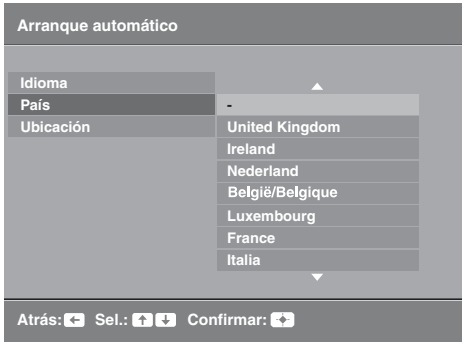 Arranque automático
Idioma
País
-
Ubicación
United Kingdom
Ireland
Nederland
België/Belgique
Luxembourg
France
Italia
Atrás: Sel.: Confirmar: